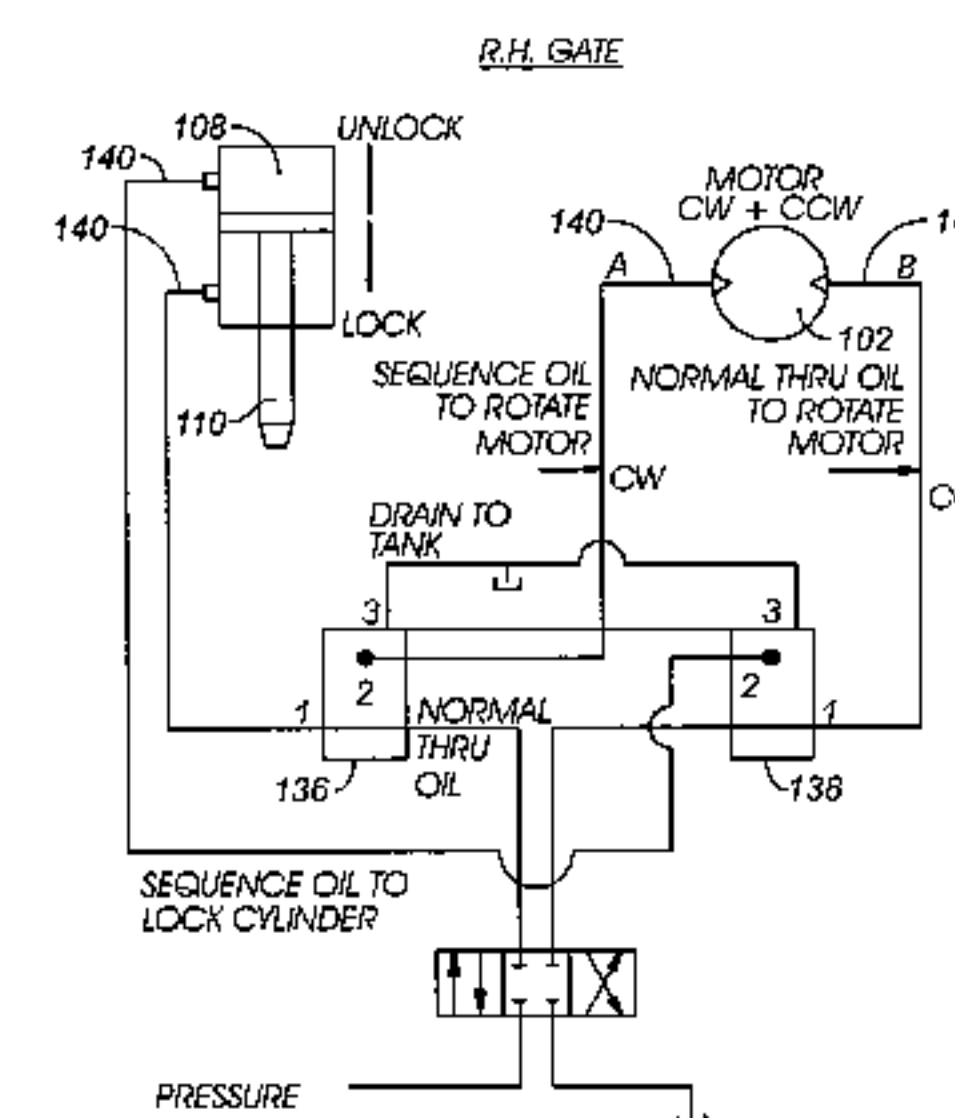 R.H. GATE
108
UNLOCK
140
140
LOCK
110
MOTOR
CW + CCW
140
A
B
102
SEQUENCE OIL
TO ROTATE
MOTOR
CW
NORMAL THRU OIL
TO ROTATE
MOTOR
DRAIN TO
TANK
3
3
2
2
1
1
NORMAL
THRU
OIL
136
138
SEQUENCE OIL TO
LOCK CYLINDER
PRESSURE